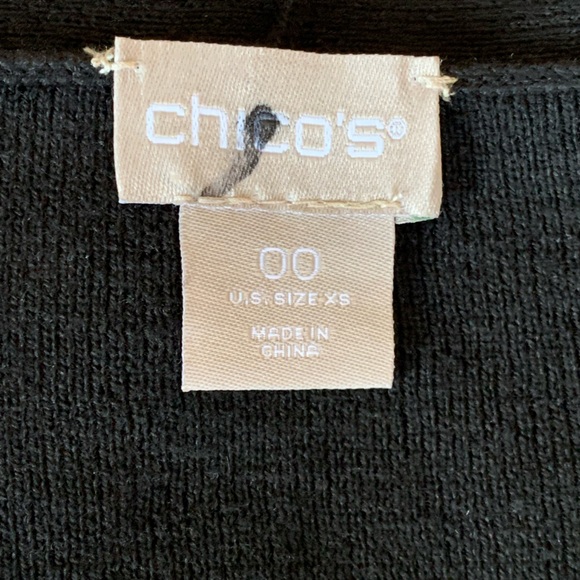 chico's®
00
U.S. SIZE XS
MADE IN
CHINA